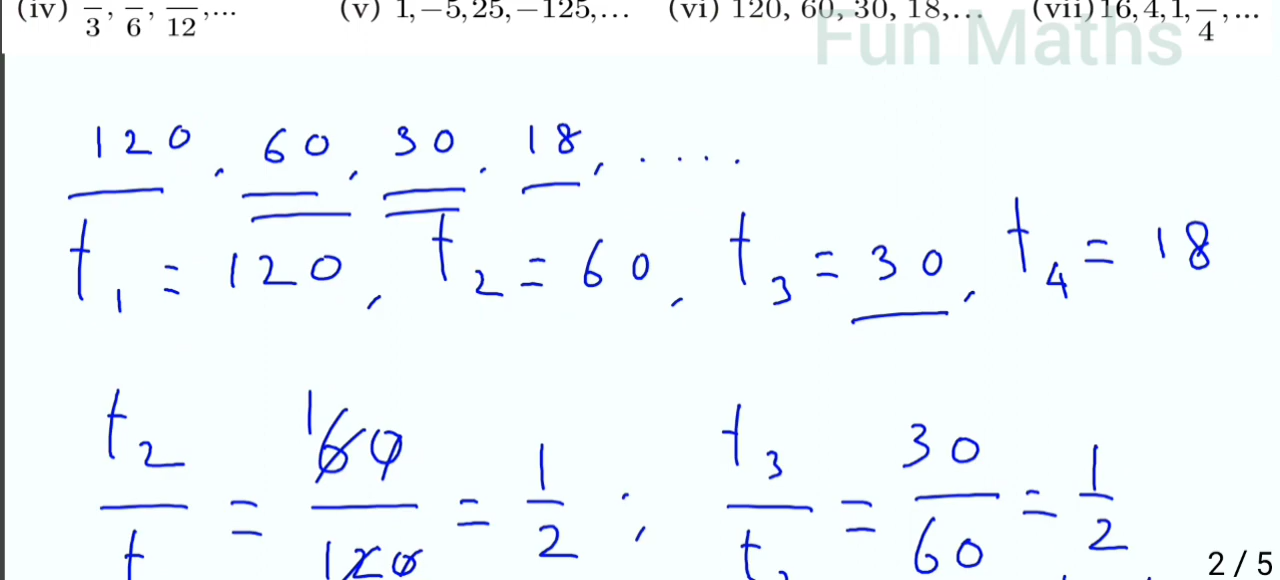 (iv) 3, 6, 12, ... (v) 1, −5, 25, −125, ... (vi) 120, 60, 30, 18, ... (vii) 16, 4, 1, 4, ...
Fun Maths
120, 60, 30, 18, ....
t₁ = 120, t₂ = 60, t₃ = 30, t₄ = 18
t₂/t = 60/120 = 1/2 ; t₃/t = 30/60 = 1/2
2/5